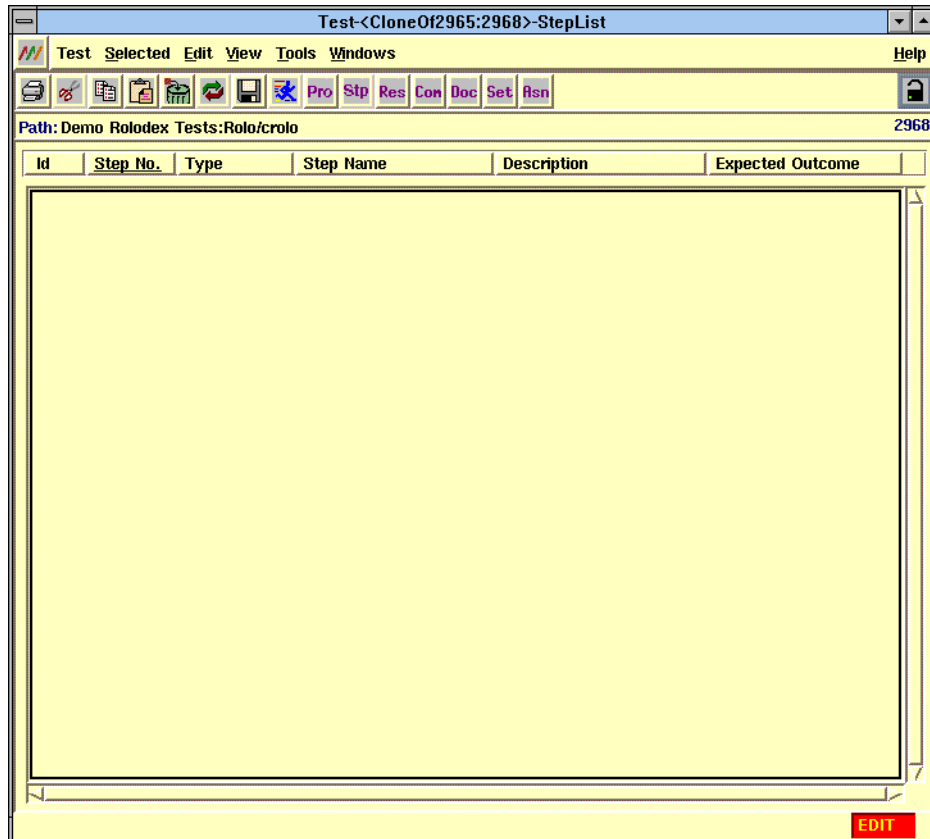 Test-<CloneOf2965:2968>-StepList
Test Selected Edit View Tools Windows Help
Pro Stp Res Con Doc Set Asn
Path: Demo Rolodex Tests:Rolo/crolo 2968
Id Step No. Type Step Name Description Expected Outcome
EDIT